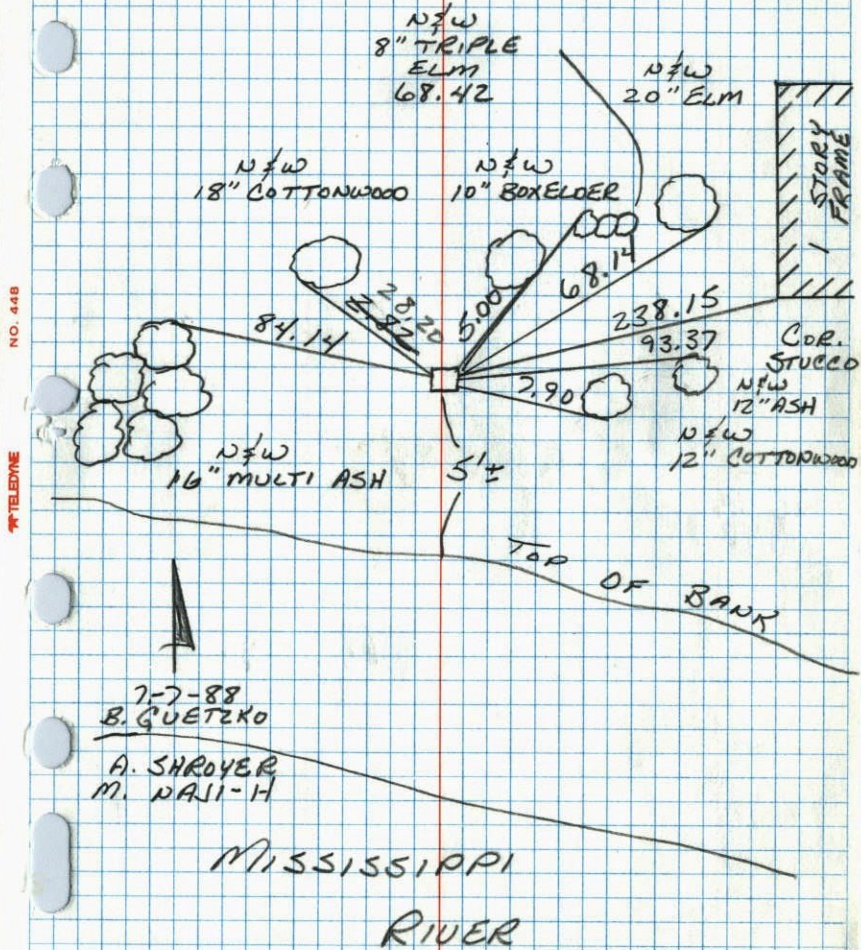 N&W
8" TRIPLE
ELM
68.42
N&W
20" ELM
1 STORY
FRAME
N&W
18" COTTONWOOD
N&W
10" BOXELDER
84.14
28.20
5.00
68.14
238.15
93.37
7.90
COR.
STUCCO
N&W
12" ASH
N&W
12" COTTONWOOD
N&W
16" MULTI ASH
5'±
TOP OF BANK
7-7-88
B. GUETZKO
A. SHROYER
M. NAJI-H
MISSISSIPPI
RIVER
NO. 448
TELEDYNE